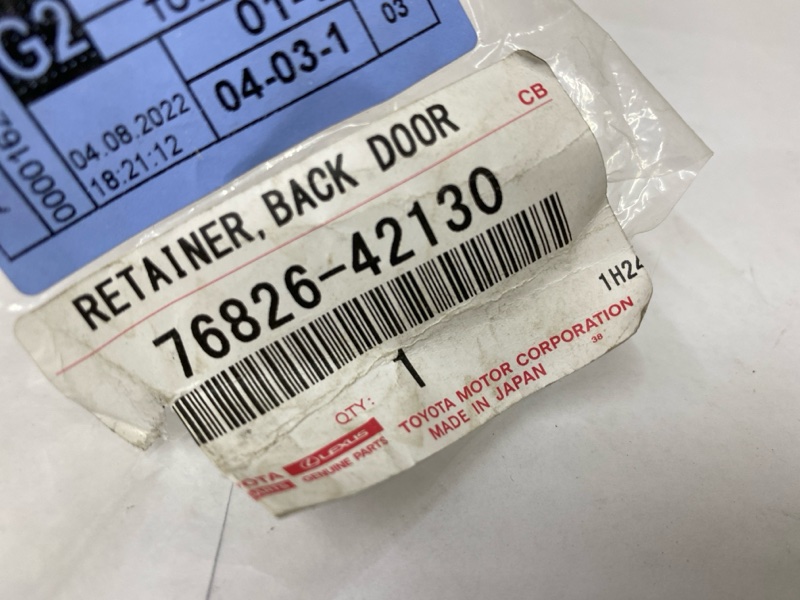 G2
01-
03
04-03-1
04.08.2022
18:21:12
RETAINER, BACK DOOR
CB
76826-42130
1H24
QTY: 1
TOYOTA MOTOR CORPORATION
38
MADE IN JAPAN
LEXUS
GENUINE PARTS